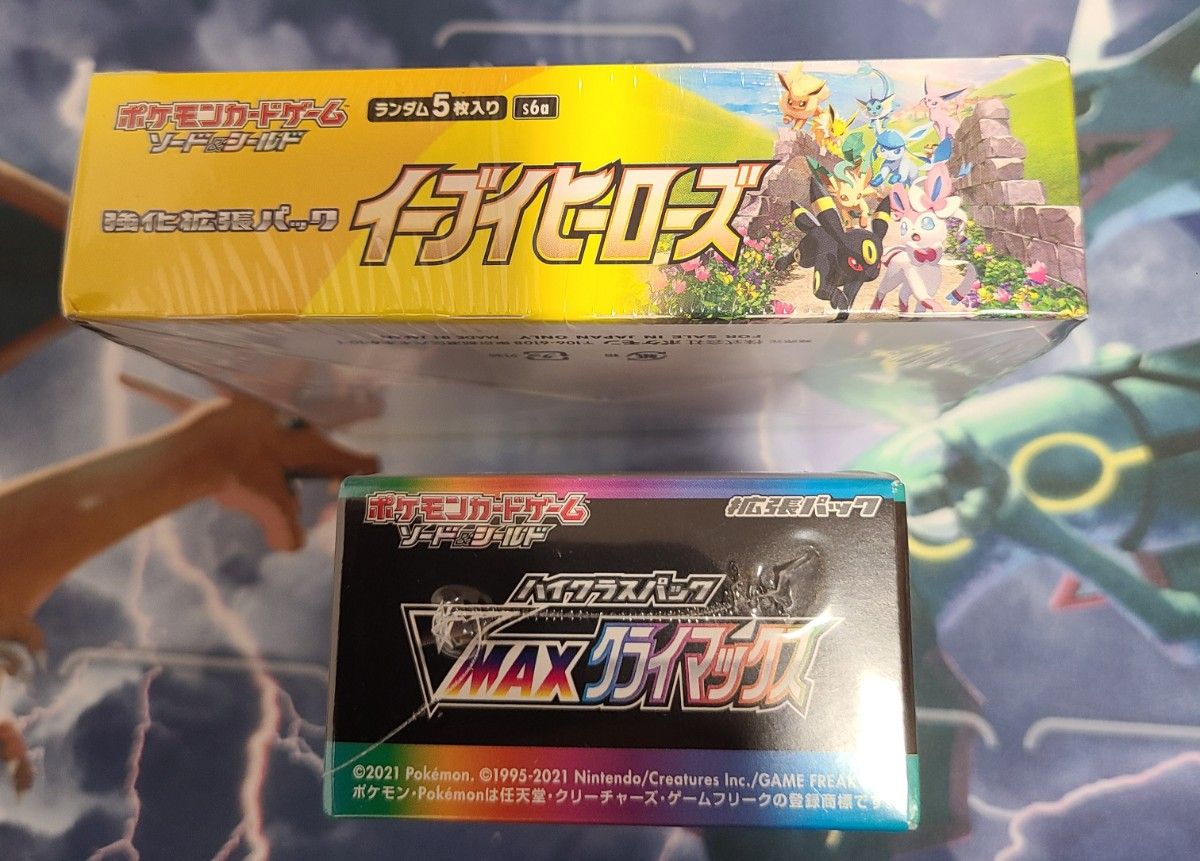 ポケモンカードゲーム
ソード&シールド
ランダム5枚入り
s6a
強化拡張パック
イーブイヒーローズ
FOR SALE IN JAPAN ONLY
ポケモンカードゲーム
ソード&シールド
拡張パック
ハイクラスパック
MAXクライマックス
©2021 Pokémon. ©1995-2021 Nintendo/Creatures Inc./GAME FREAK
ポケモン・Pokémonは任天堂・クリーチャーズ・ゲームフリークの登録商標です。